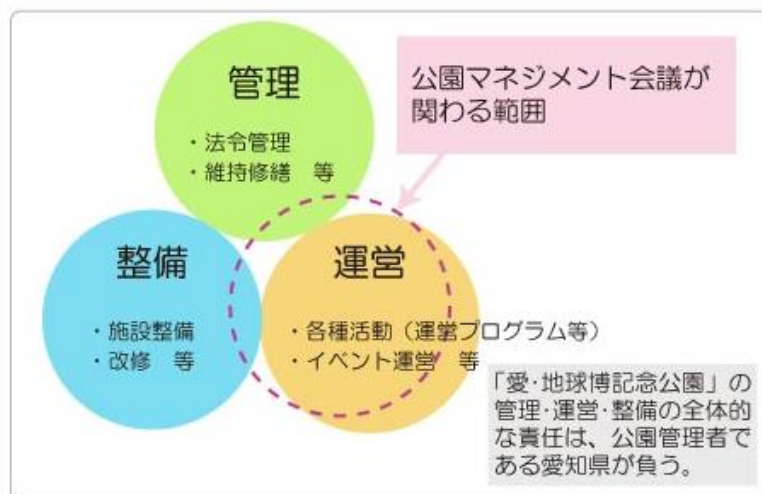 管理
・法令管理
・維持修繕 等
公園マネジメント会議が
関わる範囲
整備
・施設整備
・改修 等
運営
・各種活動（運営プログラム等）
・イベント運営 等
「愛・地球博記念公園」の
管理・運営・整備の全体的
な責任は、公園管理者で
ある愛知県が負う。